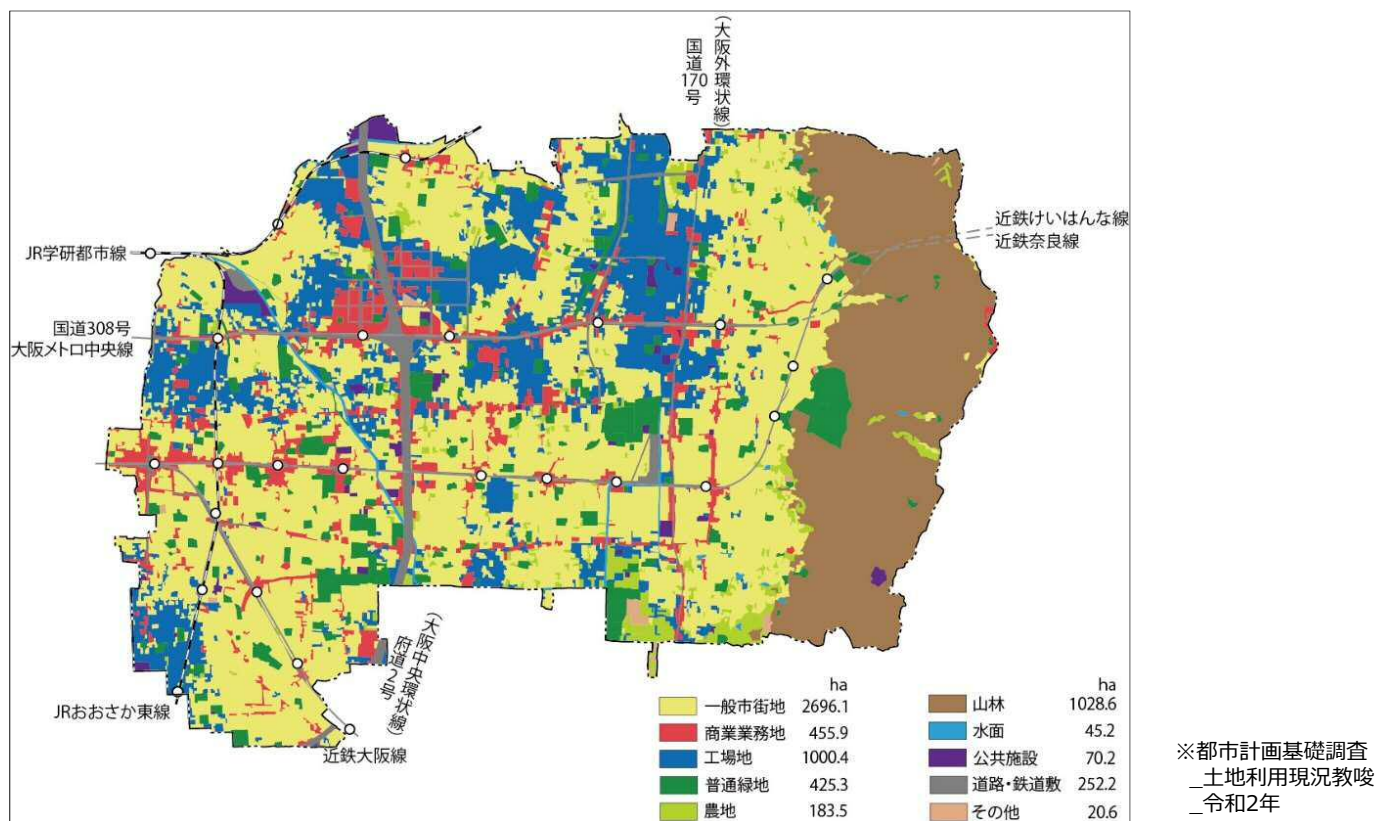 (大阪外環状線)
国道170号
近鉄けいはんな線
近鉄奈良線
JR学研都市線
国道308号
大阪メトロ中央線
(大阪中央環状線)
府道2号
JRおおさか東線
近鉄大阪線
ha
一般市街地 2696.1
商業業務地 455.9
工場地 1000.4
普通緑地 425.3
農地 183.5
ha
山林 1028.6
水面 45.2
公共施設 70.2
道路・鉄道敷 252.2
その他 20.6
※都市計画基礎調査
_土地利用現況教唆
_令和2年